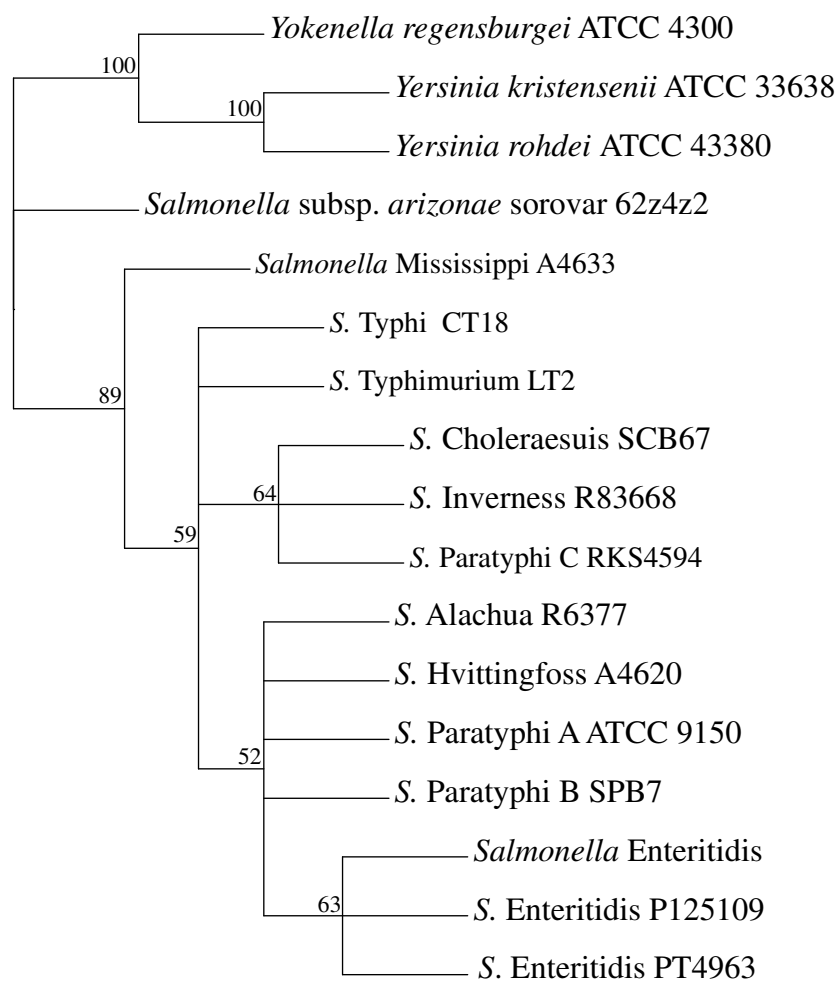 Yokenella regensburgei ATCC 4300
100
Yersinia kristensenii ATCC 33638
100
Yersinia rohdei ATCC 43380
Salmonella subsp. arizonae sorovar 62z4z2
Salmonella Mississippi A4633
S. Typhi CT18
S. Typhimurium LT2
89
S. Choleraesuis SCB67
64
S. Inverness R83668
59
S. Paratyphi C RKS4594
S. Alachua R6377
S. Hvittingfoss A4620
S. Paratyphi A ATCC 9150
52
S. Paratyphi B SPB7
Salmonella Enteritidis
63
S. Enteritidis P125109
S. Enteritidis PT4963